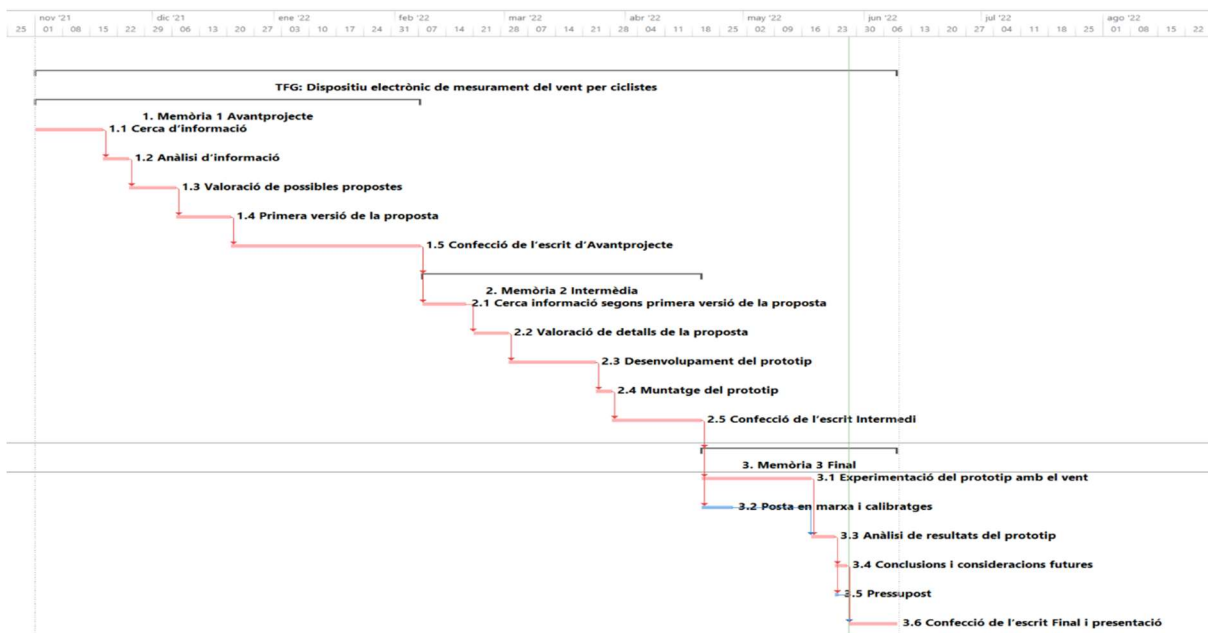 nov '21 dic '21 ene '22 feb '22 mar '22 abr '22 may '22 jun '22 jul '22 ago '22
25 01 08 15 22 29 06 13 20 27 03 10 17 24 31 07 14 21 28 07 14 21 28 04 11 18 25 02 09 16 23 30 06 13 20 27 04 11 18 25 01 08 15 22
TFG: Dispositiu electrònic de mesurament del vent per ciclistes
1. Memòria 1 Avantprojecte
1.1 Cerca d'informació
1.2 Anàlisi d'informació
1.3 Valoració de possibles propostes
1.4 Primera versió de la proposta
1.5 Confecció de l'escrit d'Avantprojecte
2. Memòria 2 Intermèdia
2.1 Cerca informació segons primera versió de la proposta
2.2 Valoració de detalls de la proposta
2.3 Desenvolupament del prototip
2.4 Muntatge del prototip
2.5 Confecció de l'escrit Intermedi
3. Memòria 3 Final
3.1 Experimentació del prototip amb el vent
3.2 Posta en marxa i calibratges
3.3 Anàlisi de resultats del prototip
3.4 Conclusions i consideracions futures
3.5 Pressupost
3.6 Confecció de l'escrit Final i presentació